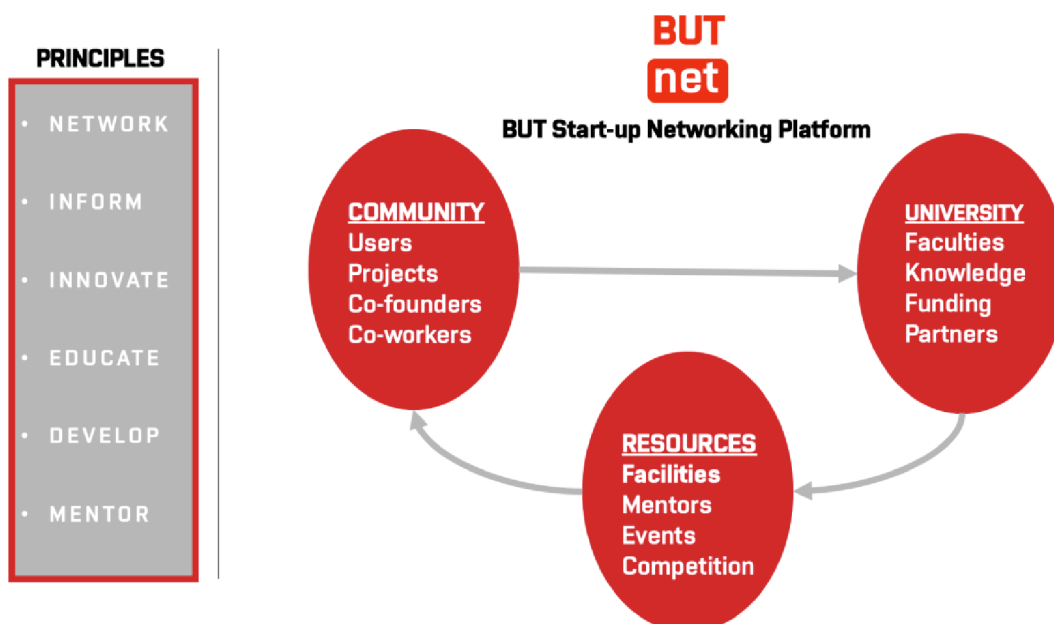 PRINCIPLES
• NETWORK
• INFORM
• INNOVATE
• EDUCATE
• DEVELOP
• MENTOR
BUT
net
BUT Start-up Networking Platform
COMMUNITY
Users
Projects
Co-founders
Co-workers
UNIVERSITY
Faculties
Knowledge
Funding
Partners
RESOURCES
Facilities
Mentors
Events
Competition